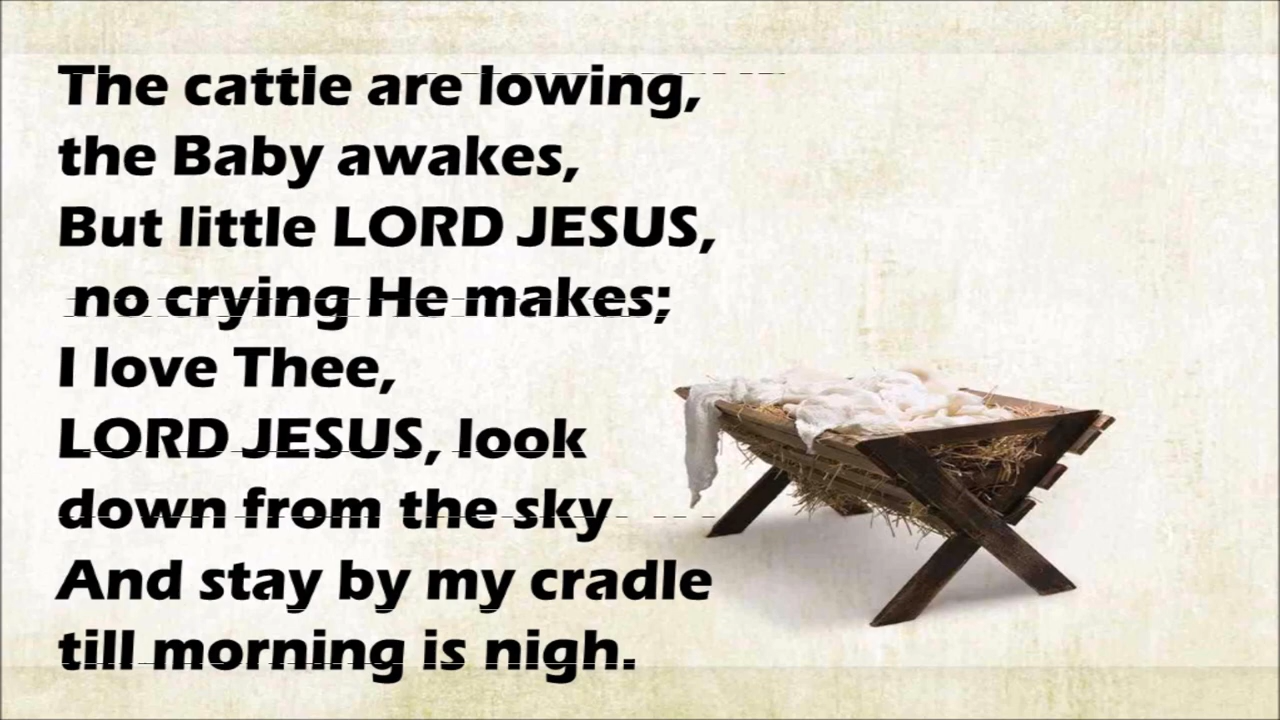 The cattle are lowing,
the Baby awakes,
But little LORD JESUS,
no crying He makes;
I love Thee,
LORD JESUS, look
down from the sky
And stay by my cradle
till morning is nigh.